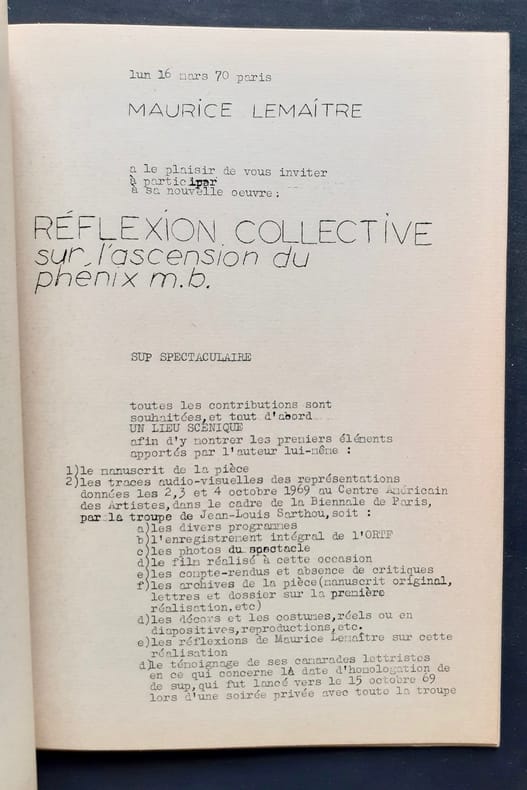 lun 16 mars 70 paris
MAURICE LEMAÎTRE
a le plaisir de vous inviter
à participer
à sa nouvelle oeuvre:
RÉFLEXION COLLECTIVE
sur l'ascension du
phénix m.b.
SUP SPECTACULAIRE
toutes les contributions sont
souhaitées,et tout d'abord
UN LIEU SCÉNIQUE
afin d'y montrer les premiers éléments
apportés par l'auteur lui-même :
1)le manuscrit de la pièce
2)les traces audio-visuelles des représentations
données les 2,3 et 4 octobre 1969 au Centre Américain
des Artistes,dans le cadre de la Biennale de Paris,
par la troupe de Jean-Louis Sarthou,soit :
a)les divers programmes
b)l'enregistrement intégral de l'ORTF
c)les photos du spectacle
d)le film réalisé à cette occasion
e)les compte-rendus et absence de critiques
f)les archives de la pièce(manuscrit original,
lettres et dossier sur la première
réalisation,etc)
d)les décors et les costumes,réels ou en
diapositives,reproductions,etc.
e)les réflexions de Maurice Lemaître sur cette
réalisation
d)le témoignage de ses camarades lettristes
en ce qui concerne la date d'homologation de
de sup,qui fut lancé vers le 15 octobre 69
lors d'une soirée privée avec toute la troupe